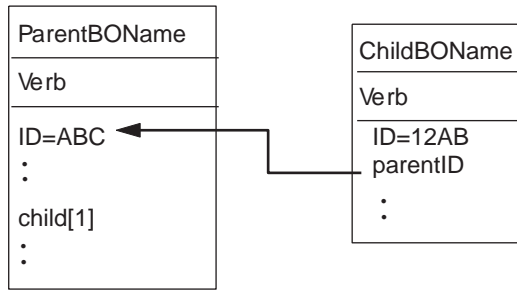 ParentBOName
Verb
ID=ABC
:
child[1]
:
ChildBOName
Verb
ID=12AB
parentID
: